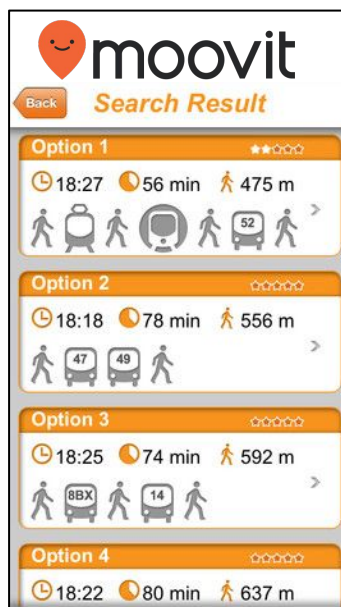 moovit
Back Search Result
Option 1
18:27 56 min 475 m
52
Option 2
18:18 78 min 556 m
47 49
Option 3
18:25 74 min 592 m
8BX 14
Option 4
18:22 80 min 637 m